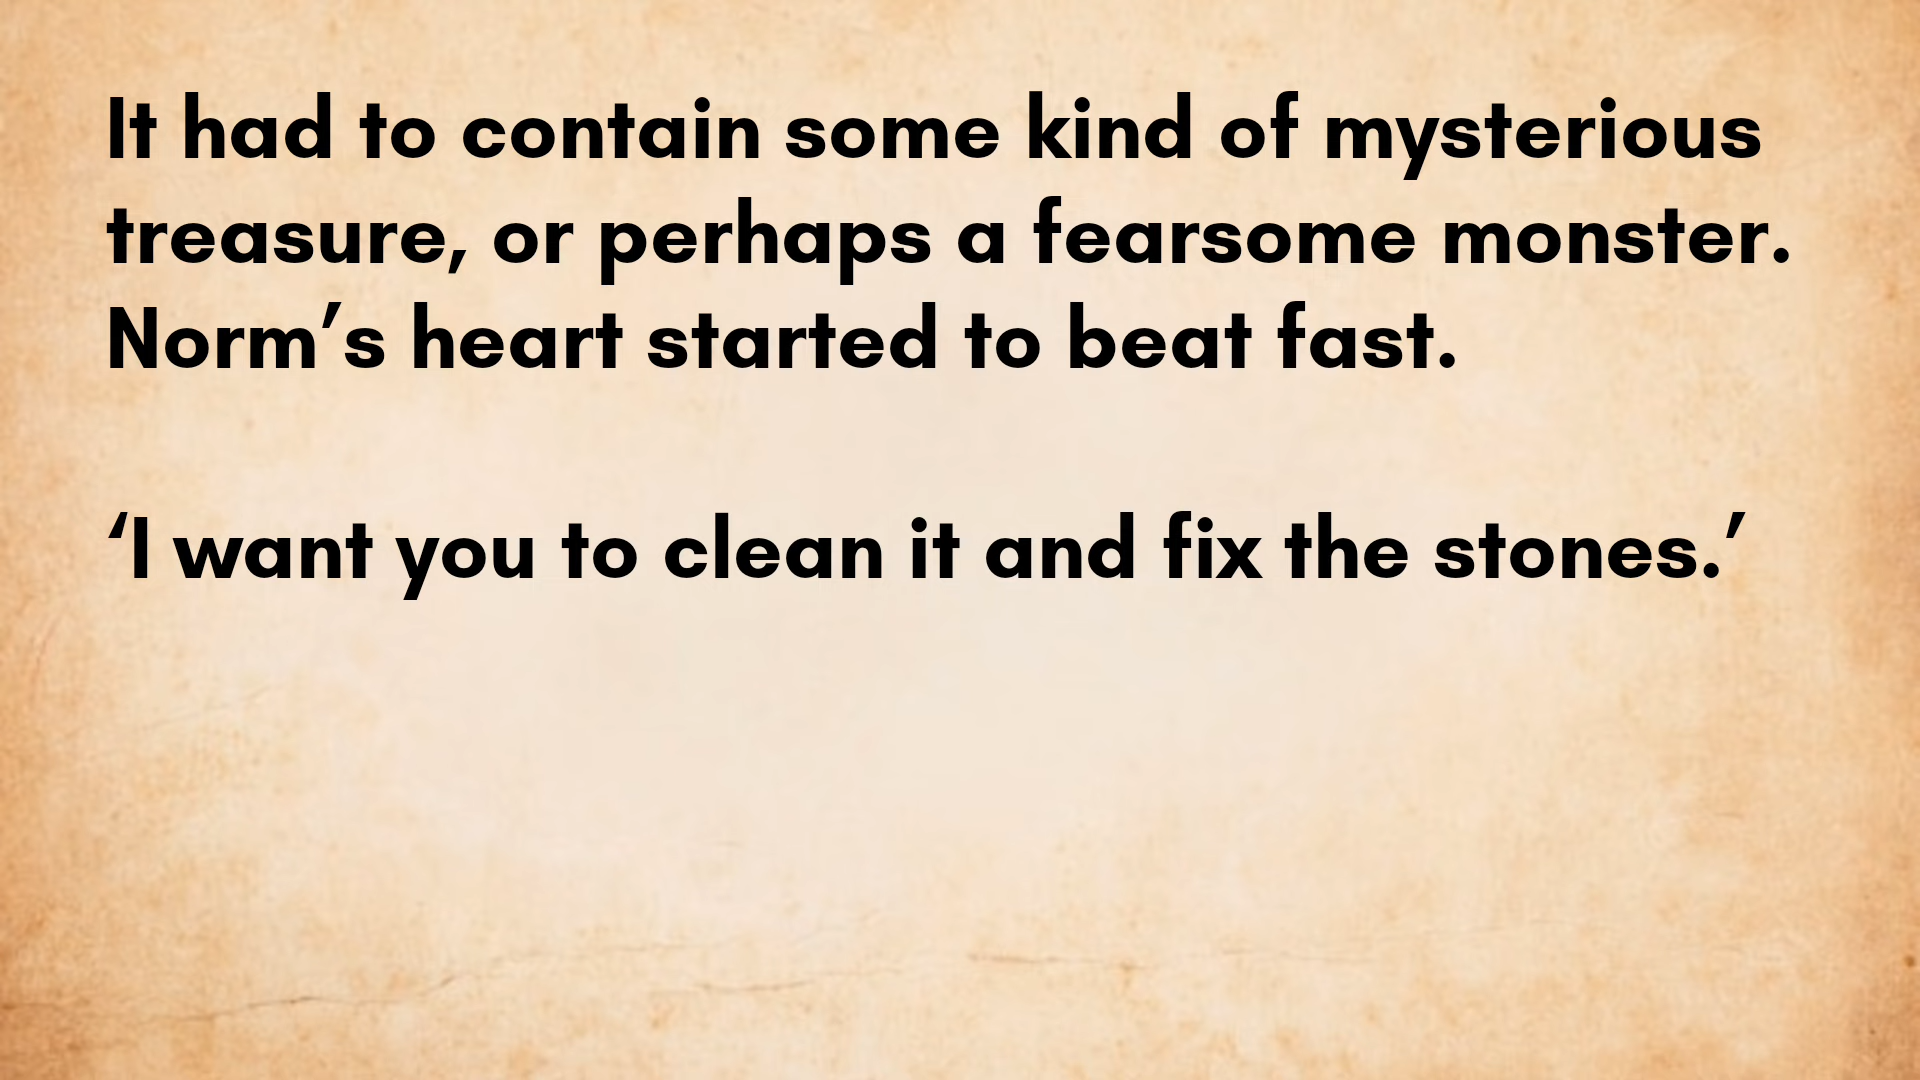 It had to contain some kind of mysterious
treasure, or perhaps a fearsome monster.
Norm’s heart started to beat fast.
‘I want you to clean it and fix the stones.’